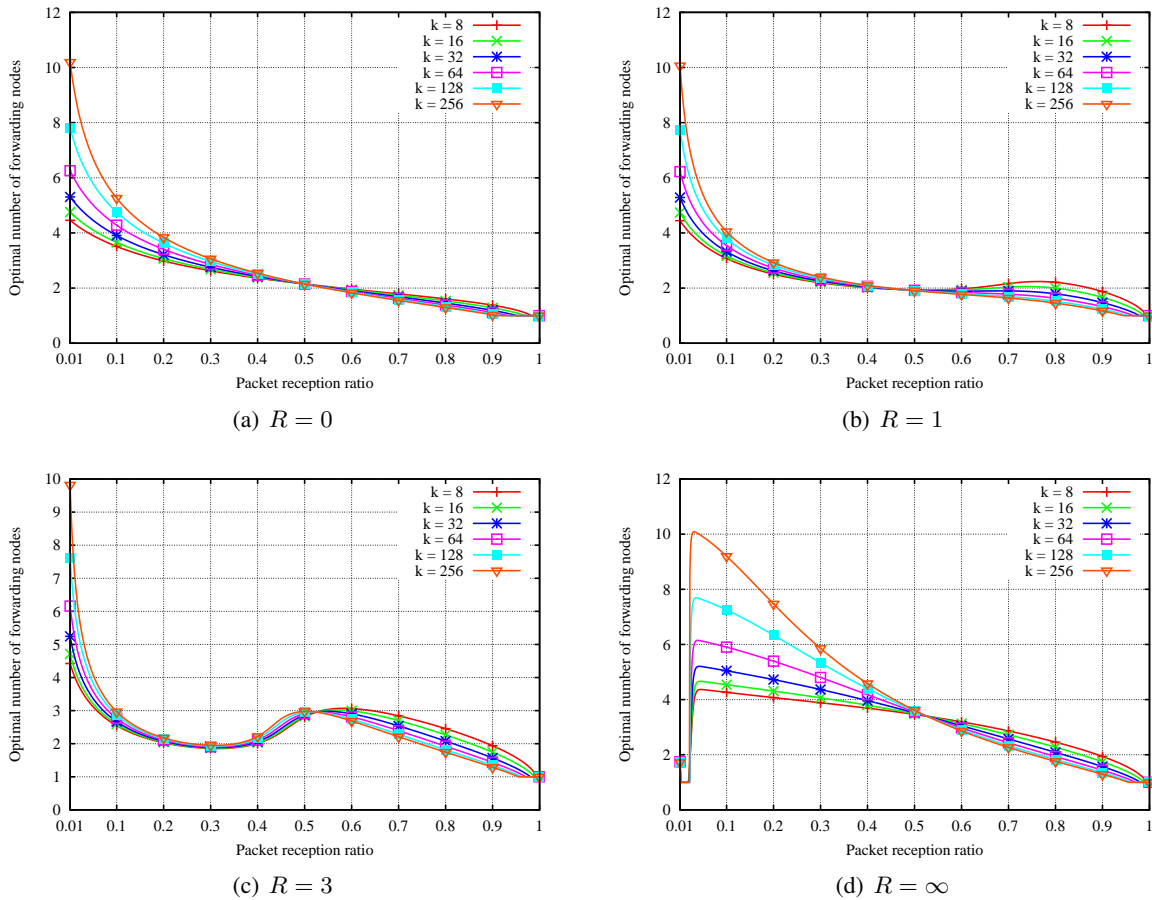 12
10
8
6
4
2
0
0.01 0.1 0.2 0.3 0.4 0.5 0.6 0.7 0.8 0.9 1
Optimal number of forwarding nodes
Packet reception ratio
k = 8
k = 16
k = 32
k = 64
k = 128
k = 256
(a) R = 0
12
10
8
6
4
2
0
0.01 0.1 0.2 0.3 0.4 0.5 0.6 0.7 0.8 0.9 1
Optimal number of forwarding nodes
Packet reception ratio
k = 8
k = 16
k = 32
k = 64
k = 128
k = 256
(b) R = 1
10
9
8
7
6
5
4
3
2
1
0
0.01 0.1 0.2 0.3 0.4 0.5 0.6 0.7 0.8 0.9 1
Optimal number of forwarding nodes
Packet reception ratio
k = 8
k = 16
k = 32
k = 64
k = 128
k = 256
(c) R = 3
12
10
8
6
4
2
0
0.01 0.1 0.2 0.3 0.4 0.5 0.6 0.7 0.8 0.9 1
Optimal number of forwarding nodes
Packet reception ratio
k = 8
k = 16
k = 32
k = 64
k = 128
k = 256
(d) R = ∞